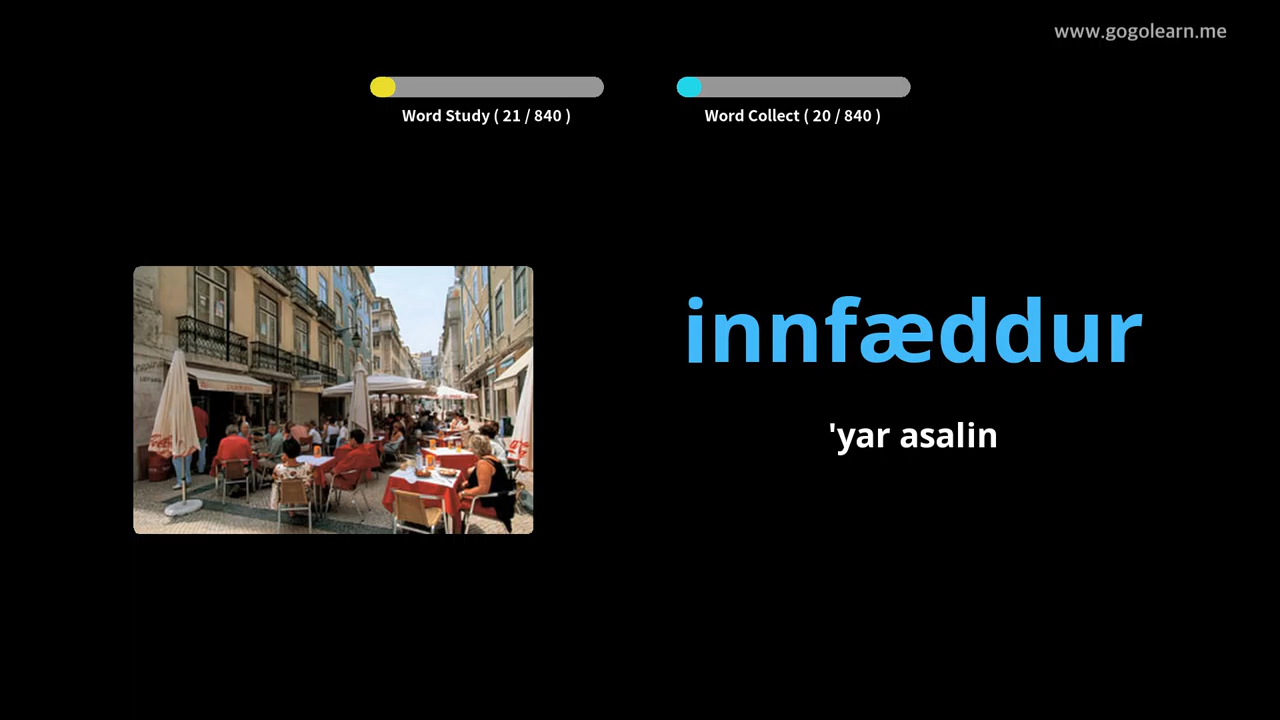 www.gogolearn.me
Word Study ( 21 / 840 )
Word Collect ( 20 / 840 )
innfæddur
'yar asalin